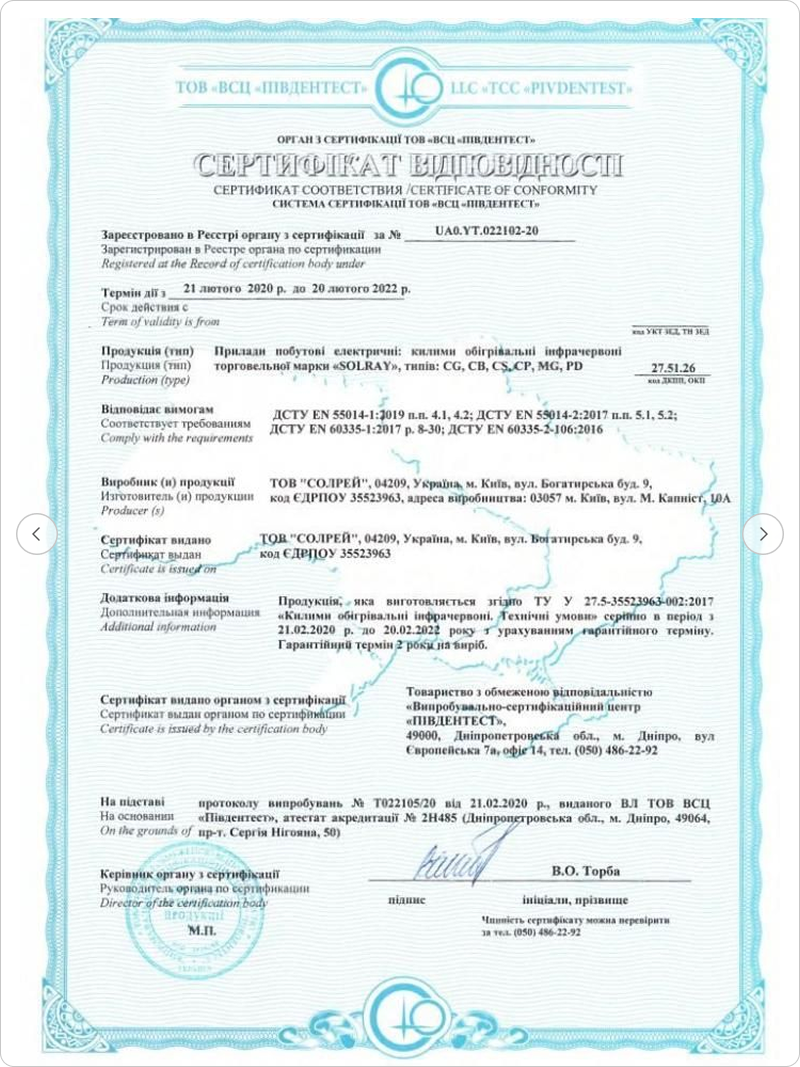 ТОВ «ВСЦ «ПІВДЕНТЕСТ» LLC «TCC «PIVDENTEST»
ОРГАН З СЕРТИФІКАЦІЇ ТОВ «ВСЦ «ПІВДЕНТЕСТ»
СЕРТИФІКАТ ВІДПОВІДНОСТІ
СЕРТИФИКАТ СООТВЕТСТВИЯ /CERTIFICATE OF CONFORMITY
СИСТЕМА СЕРТИФІКАЦІЇ ТОВ «ВСЦ «ПІВДЕНТЕСТ»
Зареєстровано в Реєстрі органу з сертифікації за № UA0.YT.022102-20
Зарегистрирован в Реестре органа по сертификации
Registered at the Record of certification body under
Термін дії з 21 лютого 2020 р. до 20 лютого 2022 р.
Срок действия с
Term of validity is from
код УКТ ЗЕД, ТН ЗЕД
Продукція (тип) Прилади побутові електричні: килими обігрівальні інфрачервоні
Продукция (тип) торговельної марки «SOLRAY», типів: CG, CB, CS, CP, MG, PD 27.51.26
Production (type) код ДКПП, ОКП
Відповідає вимогам ДСТУ EN 55014-1:2019 п.п. 4.1, 4.2; ДСТУ EN 55014-2:2017 п.п. 5.1, 5.2;
Соответствует требованиям ДСТУ EN 60335-1:2017 р. 8-30; ДСТУ EN 60335-2-106:2016
Comply with the requirements
Виробник (и) продукції ТОВ "СОЛРЕЙ", 04209, Україна, м. Київ, вул. Богатирська буд. 9,
Изготовитель (и) продукции код ЄДРПОУ 35523963, адреса виробництва: 03057 м. Київ, вул. М. Капніст, 10А
Producer (s)
Сертифікат видано ТОВ "СОЛРЕЙ", 04209, Україна, м. Київ, вул. Богатирська буд. 9,
Сертификат выдан код ЄДРПОУ 35523963
Certificate is issued on
Додаткова інформація Продукція, яка виготовляється згідно ТУ У 27.5-35523963-002:2017
Дополнительная информация «Килими обігрівальні інфрачервоні. Технічні умови» серійно в період з
Additional information 21.02.2020 р. до 20.02.2022 року з урахуванням гарантійного терміну.
Гарантійний термін 2 роки на виріб.
Сертифікат видано органом з сертифікації Товариство з обмеженою відповідальністю
Сертификат выдан органом по сертификации «Випробувально-сертифікаційний центр
Certificate is issued by the certification body «ПІВДЕНТЕСТ»,
49000, Дніпропетровська обл., м. Дніпро, вул
Європейська 7а, офіс 14, тел. (050) 486-22-92
На підставі протоколу випробувань № Т022105/20 від 21.02.2020 р., виданого ВЛ ТОВ ВСЦ
На основании «Південтест», атестат акредитації № 2Н485 (Дніпропетровська обл., м. Дніпро, 49064,
On the grounds of пр-т. Сергія Нігояна, 50)
Керівник органу з сертифікації В.О. Торба
Руководитель органа по сертификации підпис ініціали, прізвище
Director of the certification body
продукції
М.П.
Чинність сертифікату можна перевірити
за тел. (050) 486-22-92